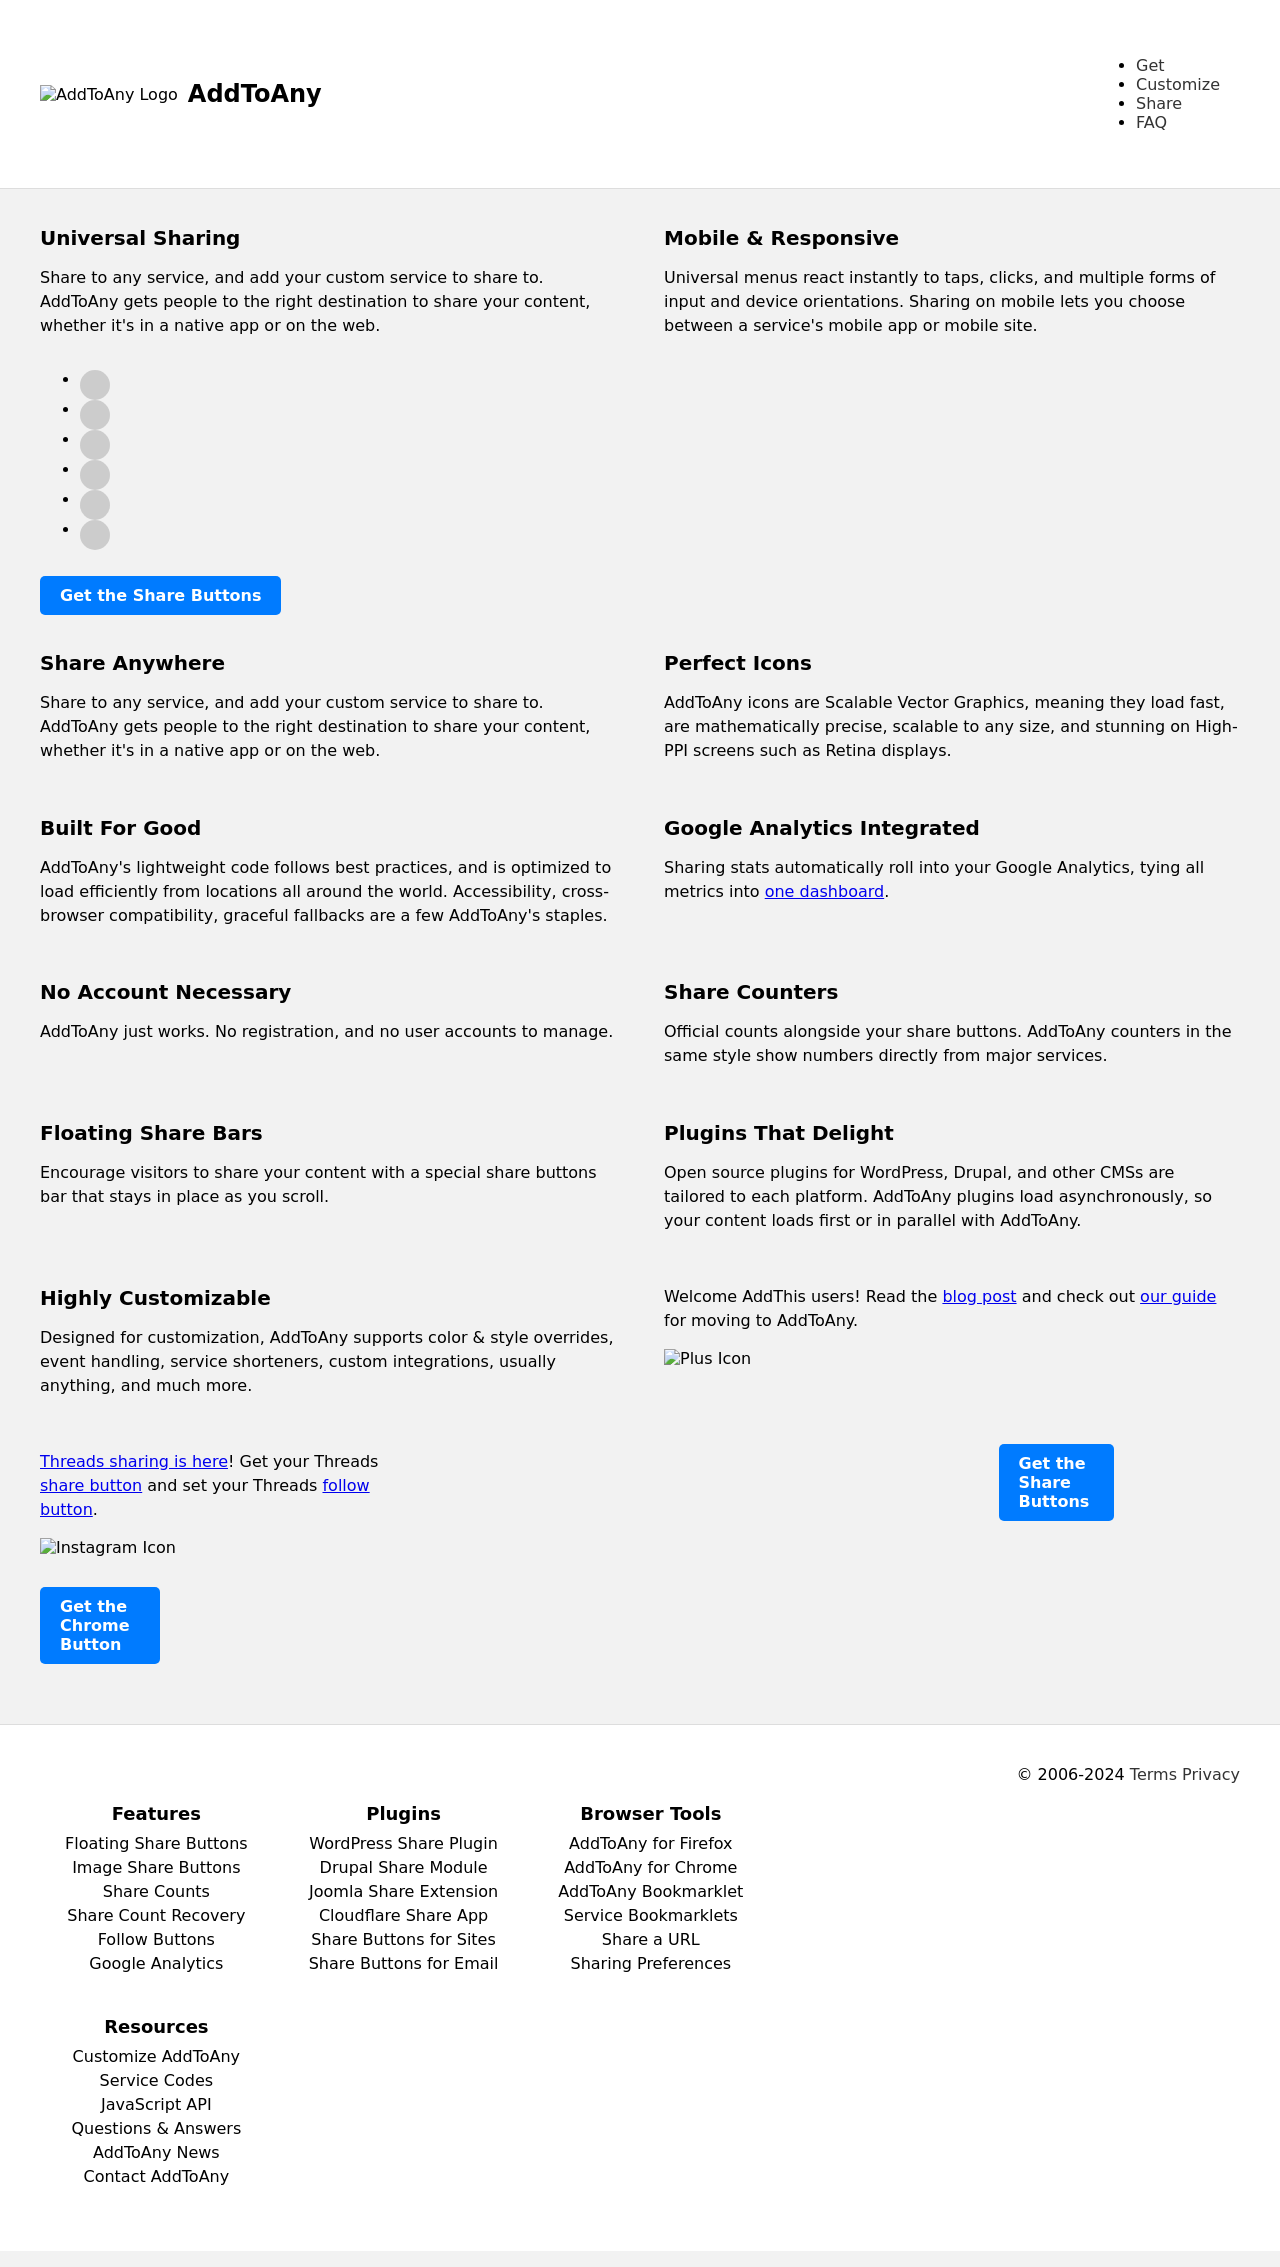 AddToAny Logo AddToAny
Get
Customize
Share
FAQ
Universal Sharing
Share to any service, and add your custom service to share to.
AddToAny gets people to the right destination to share your content,
whether it's in a native app or on the web.
Mobile & Responsive
Universal menus react instantly to taps, clicks, and multiple forms of
input and device orientations. Sharing on mobile lets you choose
between a service's mobile app or mobile site.
Get the Share Buttons
Share Anywhere
Share to any service, and add your custom service to share to.
AddToAny gets people to the right destination to share your content,
whether it's in a native app or on the web.
Perfect Icons
AddToAny icons are Scalable Vector Graphics, meaning they load fast,
are mathematically precise, scalable to any size, and stunning on High-
PPI screens such as Retina displays.
Built For Good
AddToAny's lightweight code follows best practices, and is optimized to
load efficiently from locations all around the world. Accessibility, cross-
browser compatibility, graceful fallbacks are a few AddToAny's staples.
Google Analytics Integrated
Sharing stats automatically roll into your Google Analytics, tying all
metrics into one dashboard.
No Account Necessary
AddToAny just works. No registration, and no user accounts to manage.
Share Counters
Official counts alongside your share buttons. AddToAny counters in the
same style show numbers directly from major services.
Floating Share Bars
Encourage visitors to share your content with a special share buttons
bar that stays in place as you scroll.
Plugins That Delight
Open source plugins for WordPress, Drupal, and other CMSs are
tailored to each platform. AddToAny plugins load asynchronously, so
your content loads first or in parallel with AddToAny.
Highly Customizable
Designed for customization, AddToAny supports color & style overrides,
event handling, service shorteners, custom integrations, usually
anything, and much more.
Welcome AddThis users! Read the blog post and check out our guide
for moving to AddToAny.
Plus Icon
Threads sharing is here! Get your Threads
share button and set your Threads follow
button.
Instagram Icon
Get the
Share
Buttons
Get the
Chrome
Button
© 2006-2024 Terms Privacy
Features
Floating Share Buttons
Image Share Buttons
Share Counts
Share Count Recovery
Follow Buttons
Google Analytics
Plugins
WordPress Share Plugin
Drupal Share Module
Joomla Share Extension
Cloudflare Share App
Share Buttons for Sites
Share Buttons for Email
Browser Tools
AddToAny for Firefox
AddToAny for Chrome
AddToAny Bookmarklet
Service Bookmarklets
Share a URL
Sharing Preferences
Resources
Customize AddToAny
Service Codes
JavaScript API
Questions & Answers
AddToAny News
Contact AddToAny